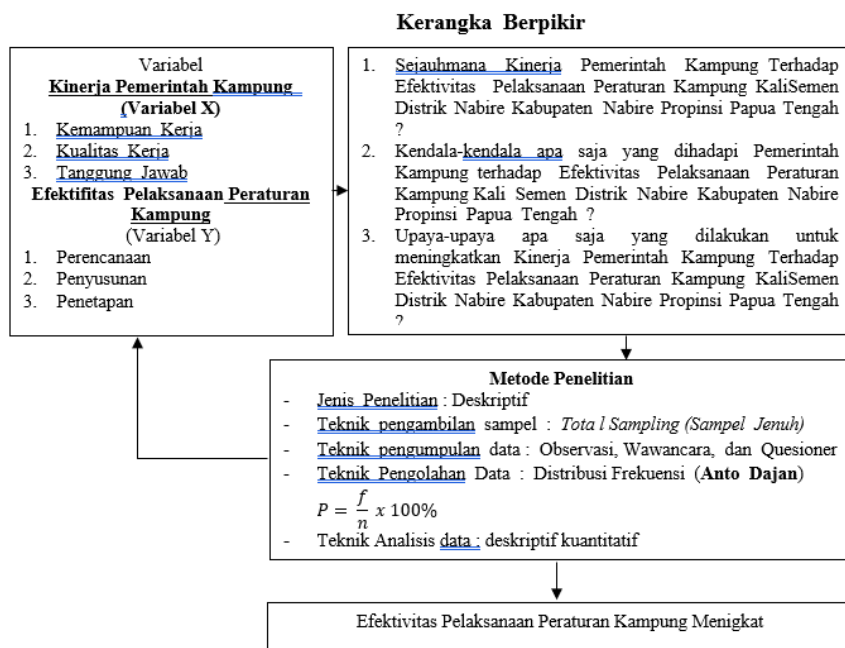 Kerangka Berpikir
Variabel
Kinerja Pemerintah Kampung
(Variabel X)
1. Kemampuan Kerja
2. Kualitas Kerja
3. Tanggung Jawab
Efektifitas Pelaksanaan Peraturan
Kampung
(Variabel Y)
1. Perencanaan
2. Penyusunan
3. Penetapan
1. Sejauhmana Kinerja Pemerintah Kampung Terhadap
Efektivitas Pelaksanaan Peraturan Kampung KaliSemen
Distrik Nabire Kabupaten Nabire Propinsi Papua Tengah
?
2. Kendala-kendala apa saja yang dihadapi Pemerintah
Kampung terhadap Efektivitas Pelaksanaan Peraturan
Kampung Kali Semen Distrik Nabire Kabupaten Nabire
Propinsi Papua Tengah ?
3. Upaya-upaya apa saja yang dilakukan untuk
meningkatkan Kinerja Pemerintah Kampung Terhadap
Efektivitas Pelaksanaan Peraturan Kampung KaliSemen
Distrik Nabire Kabupaten Nabire Propinsi Papua Tengah
?
Metode Penelitian
- Jenis Penelitian : Deskriptif
- Teknik pengambilan sampel : Tota l Sampling (Sampel Jenuh)
- Teknik pengumpulan data : Observasi, Wawancara, dan Quesioner
- Teknik Pengolahan Data : Distribusi Frekuensi (Anto Dajan)
P = f/n x 100%
- Teknik Analisis data : deskriptif kuantitatif
Efektivitas Pelaksanaan Peraturan Kampung Menigkat